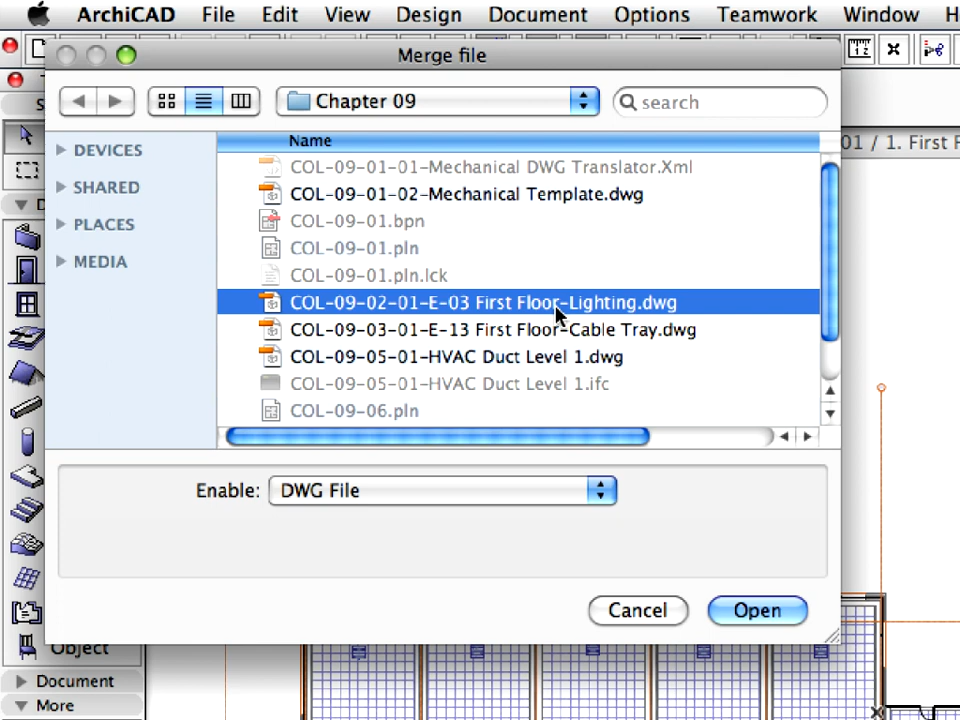 ArchiCAD File Edit View Design Document Options Teamwork Window
Merge file
Chapter 09
search
01 / 1. First F
Name
DEVICES
SHARED
PLACES
MEDIA
COL-09-01-01-Mechanical DWG Translator.Xml
COL-09-01-02-Mechanical Template.dwg
COL-09-01.bpn
COL-09-01.pln
COL-09-01.pln.lck
COL-09-02-01-E-03 First Floor-Lighting.dwg
COL-09-03-01-E-13 First Floor-Cable Tray.dwg
COL-09-05-01-HVAC Duct Level 1.dwg
COL-09-05-01-HVAC Duct Level 1.ifc
COL-09-06.pln
Enable: DWG File
Cancel Open
Object
Document
More